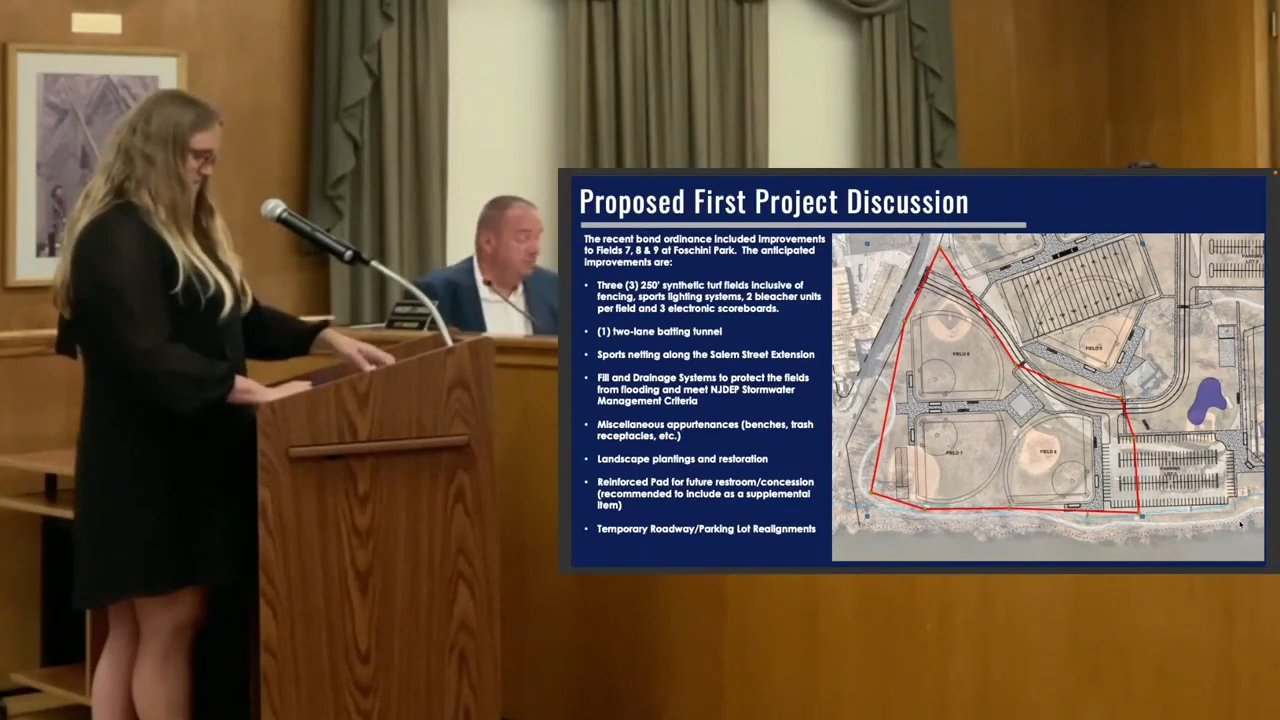 Proposed First Project Discussion
The recent bond ordinance included improvements
to Fields 7, 8 & 9 at Foschini Park. The anticipated
improvements are:
• Three (3) 250' synthetic turf fields inclusive of
fencing, sports lighting systems, 2 bleacher units
per field and 3 electronic scoreboards.
• (1) two-lane batting tunnel
• Sports netting along the Salem Street Extension
• Fill and Drainage Systems to protect the fields
from flooding and meet NJDEP Stormwater
Management Criteria
• Miscellaneous appurtenances (benches, trash
receptacles, etc.)
• Landscape plantings and restoration
• Reinforced Pad for future restroom/concession
(recommended to include as a supplemental
item)
• Temporary Roadway/Parking Lot Realignments
FIELD 7
PARKING